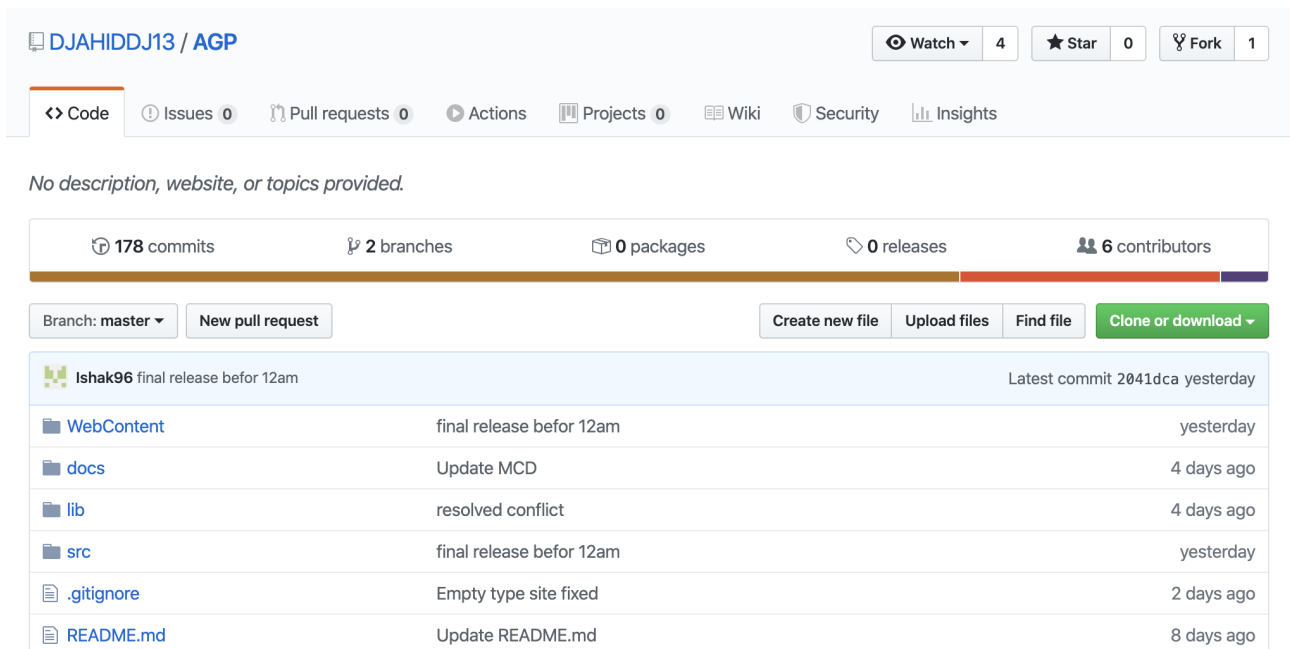 DJAHIDDJ13 / AGP
Watch 4 Star 0 Fork 1
Code Issues 0 Pull requests 0 Actions Projects 0 Wiki Security Insights
No description, website, or topics provided.
178 commits 2 branches 0 packages 0 releases 6 contributors
Branch: master New pull request Create new file Upload files Find file Clone or download
Ishak96 final release befor 12am Latest commit 2041dca yesterday
WebContent final release befor 12am yesterday
docs Update MCD 4 days ago
lib resolved conflict 4 days ago
src final release befor 12am yesterday
.gitignore Empty type site fixed 2 days ago
README.md Update README.md 8 days ago